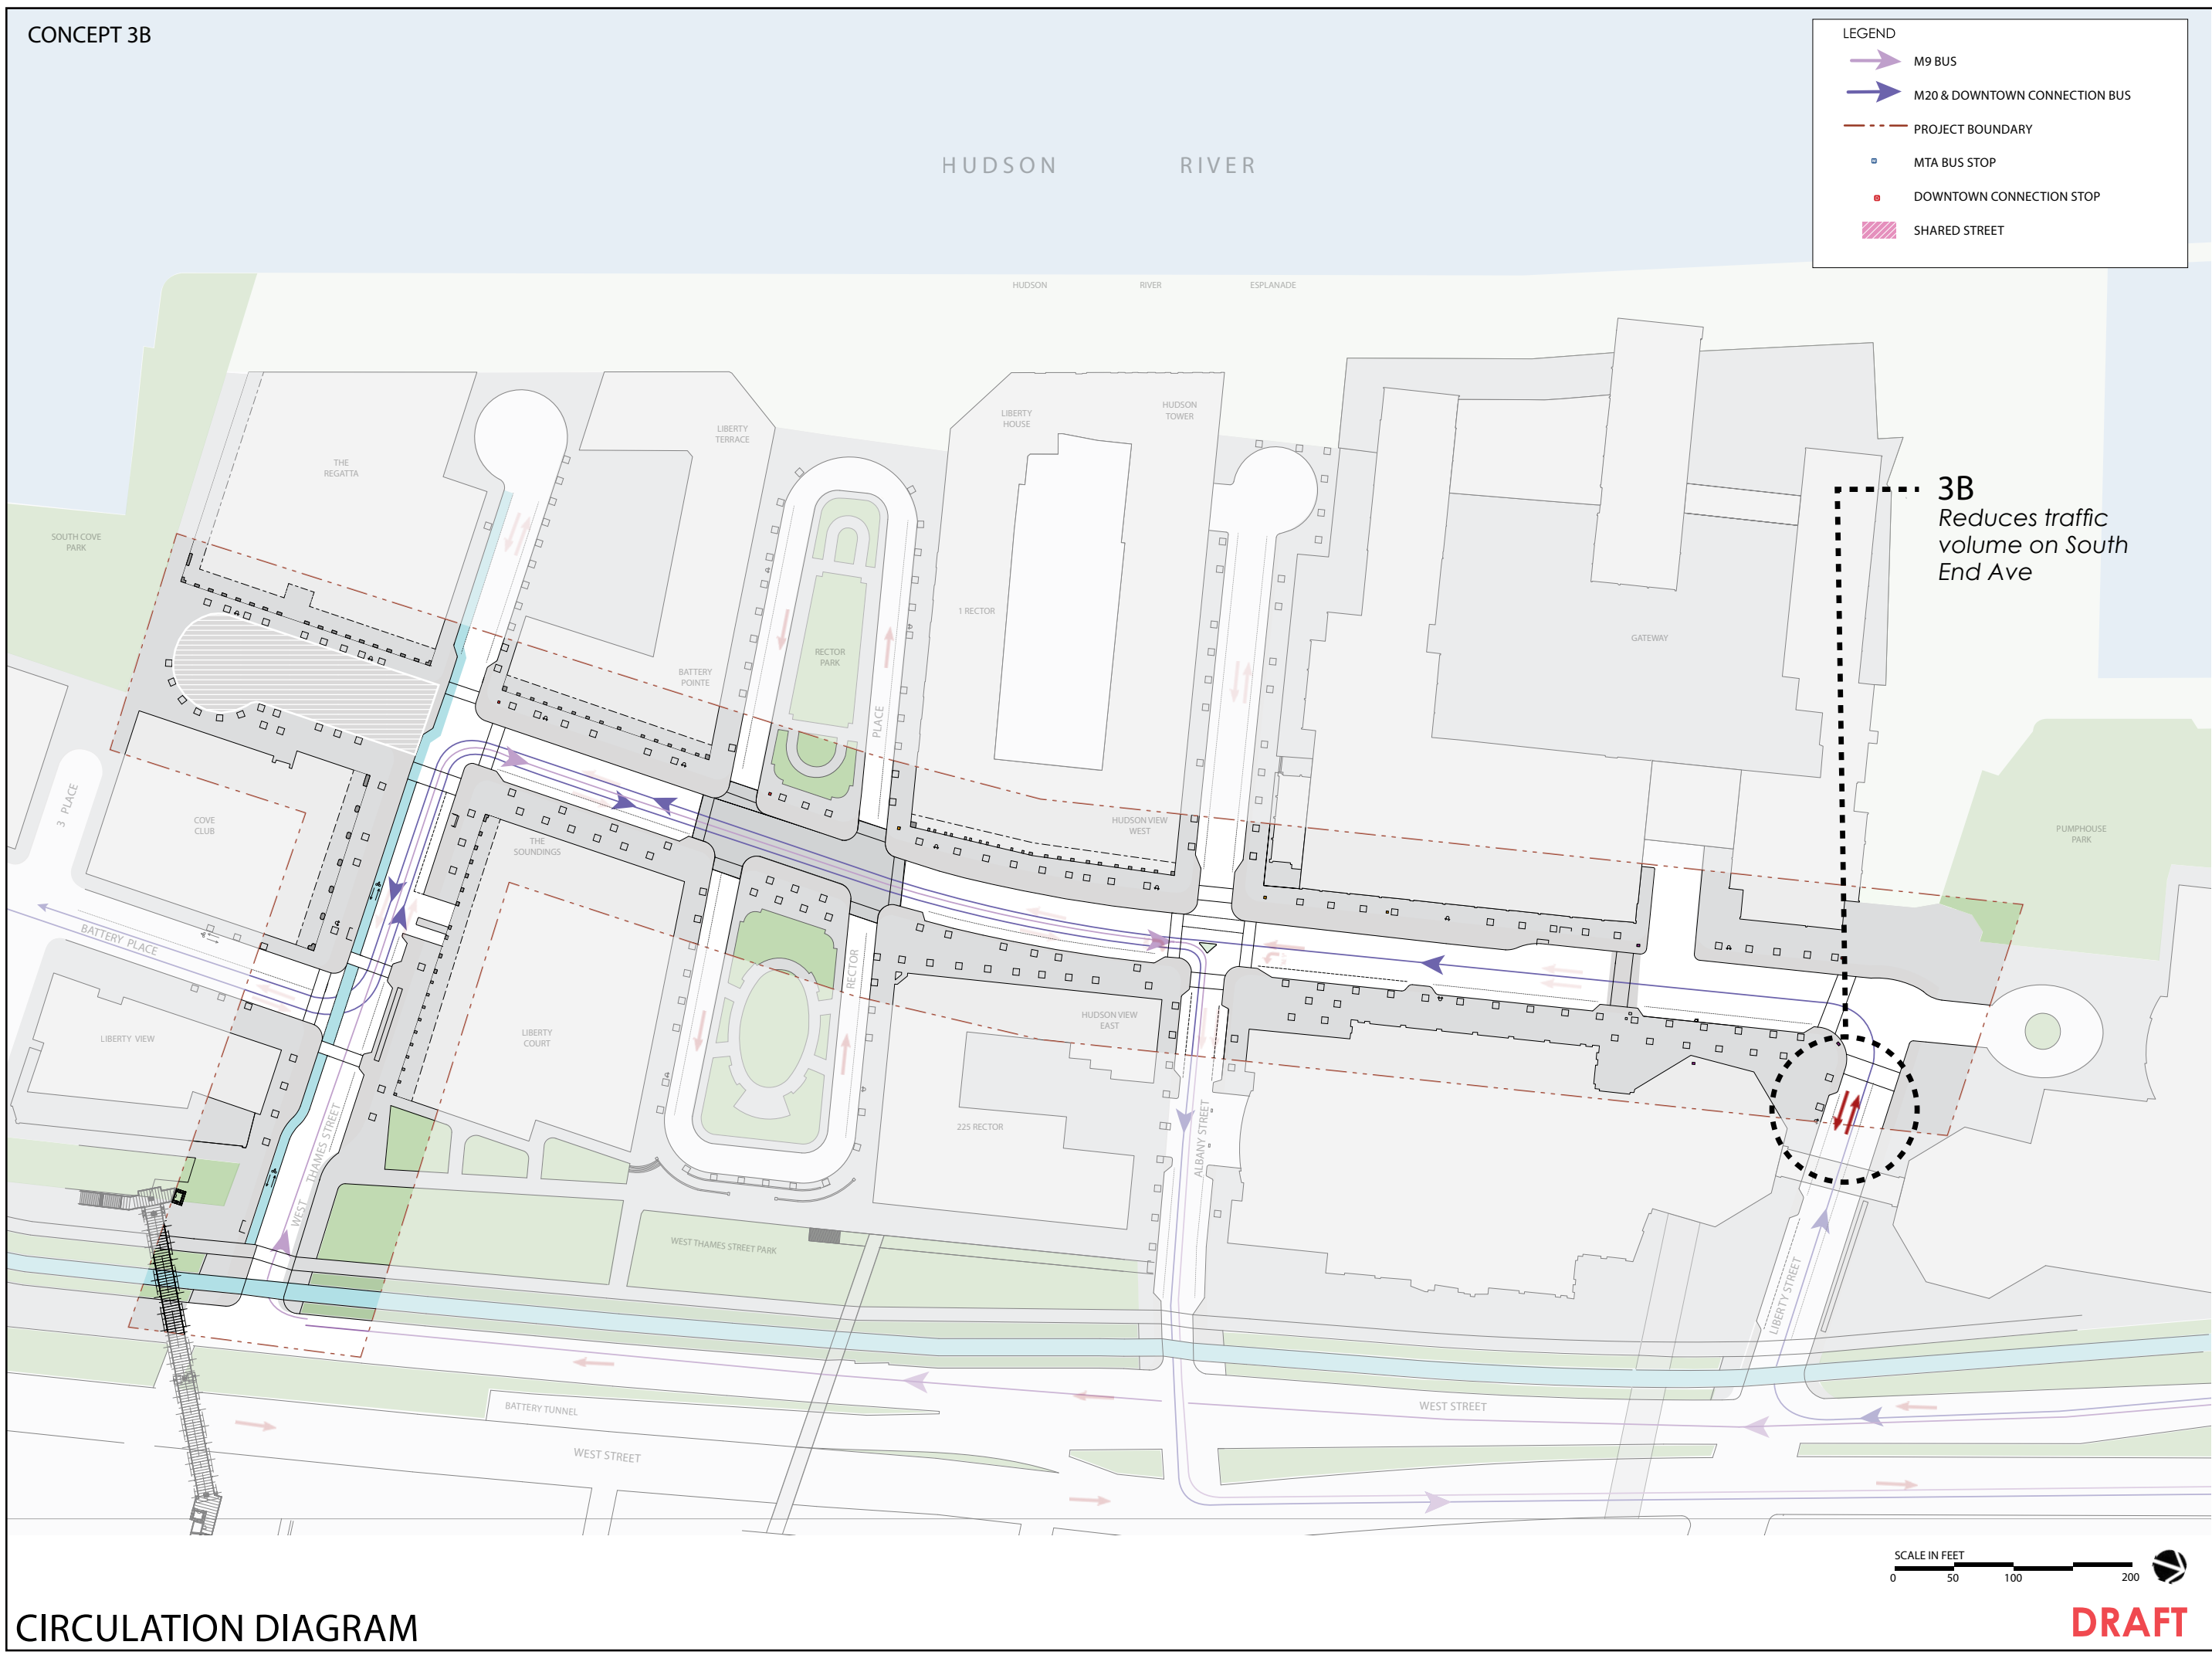 CONCEPT 3B
LEGEND
M9 BUS
M20 & DOWNTOWN CONNECTION BUS
PROJECT BOUNDARY
MTA BUS STOP
DOWNTOWN CONNECTION STOP
SHARED STREET
HUDSON RIVER
HUDSON RIVER ESPLANADE
THE
REGATTA
LIBERTY
TERRACE
LIBERTY
HOUSE
HUDSON
TOWER
SOUTH COVE
PARK
3B
Reduces traffic
volume on South
End Ave
1 RECTOR
GATEWAY
RECTOR
PARK
BATTERY
POINTE
PLACE
3 PLACE
COVE
CLUB
THE
SOUNDINGS
HUDSON VIEW
WEST
PUMPHOUSE
PARK
BATTERY PLACE
RECTOR
LIBERTY VIEW
LIBERTY
COURT
HUDSON VIEW
EAST
225 RECTOR
ALBANY STREET
WEST THAMES STREET
WEST THAMES STREET PARK
LIBERTY STREET
BATTERY TUNNEL
WEST STREET
WEST STREET
SCALE IN FEET
0 50 100 200
CIRCULATION DIAGRAM
DRAFT